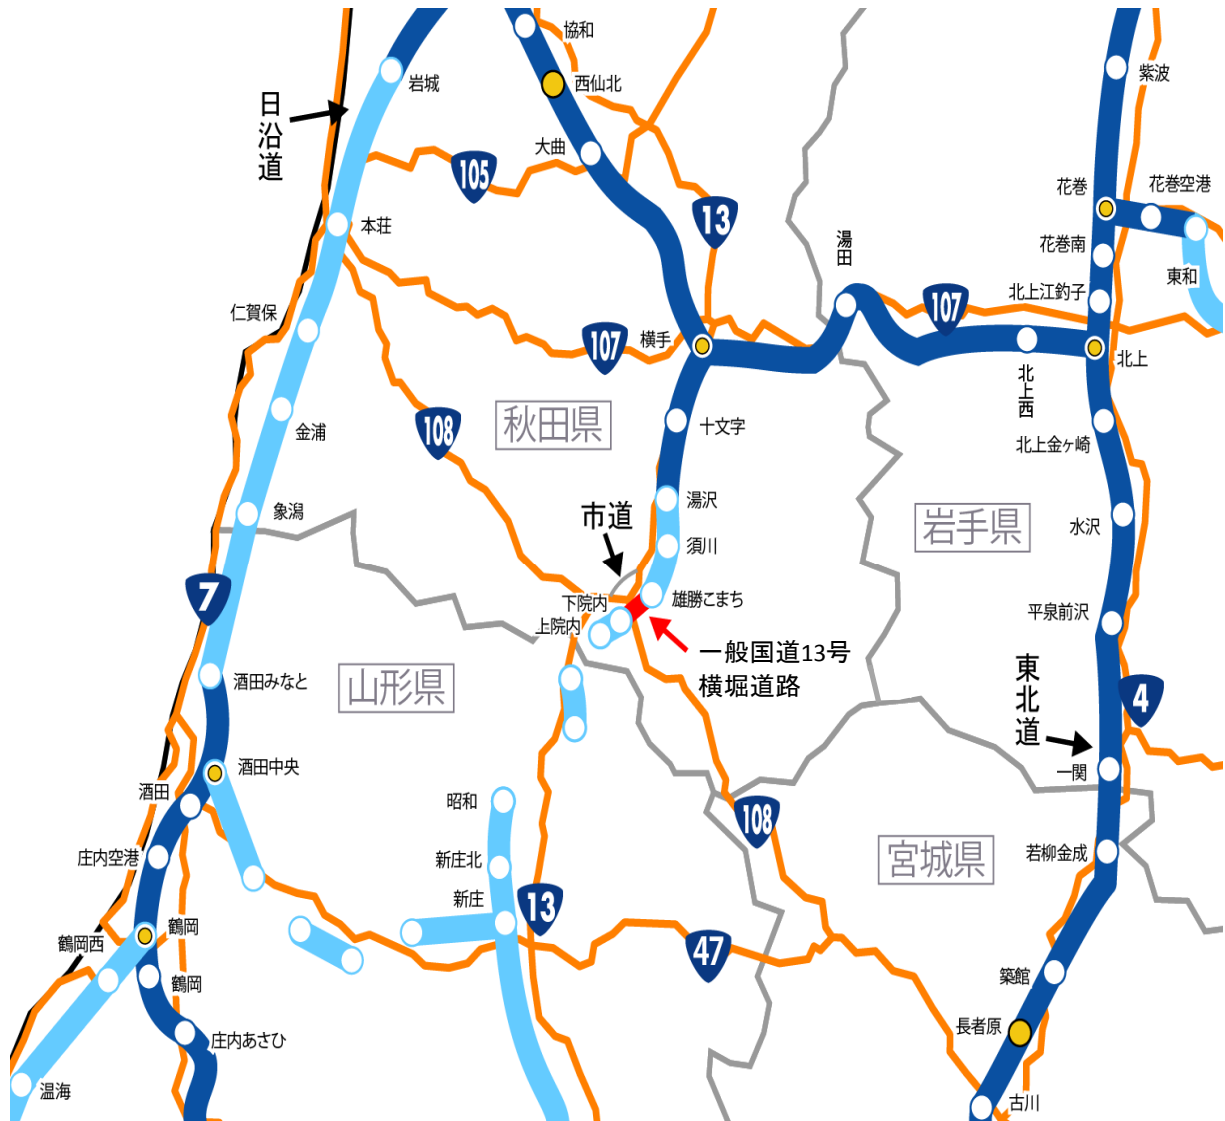 協和
岩城
西仙北
紫波
日沿道
大曲
105
花巻
花巻空港
13
本荘
湯田
花巻南
東和
仁賀保
北上江釣子
107
横手
107
北上
北上西
金浦
108
秋田県
十文字
北上金ヶ崎
象潟
湯沢
市道
水沢
岩手県
須川
7
下院内
雄勝こまち
平泉前沢
上院内
一般国道13号
横堀道路
酒田みなと
山形県
東北道
4
酒田中央
一関
酒田
昭和
108
庄内空港
新庄北
宮城県
若柳金成
新庄
13
鶴岡
鶴岡西
47
鶴岡
築館
長者原
庄内あさひ
温海
古川